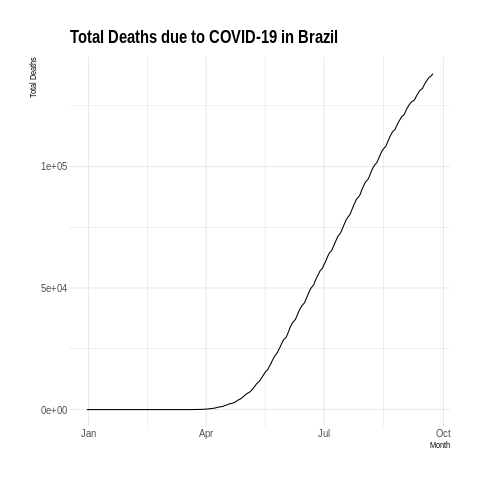 Total Deaths due to COVID-19 in Brazil
Total Deaths
1e+05
5e+04
0e+00
Jan Apr Jul Oct
Month